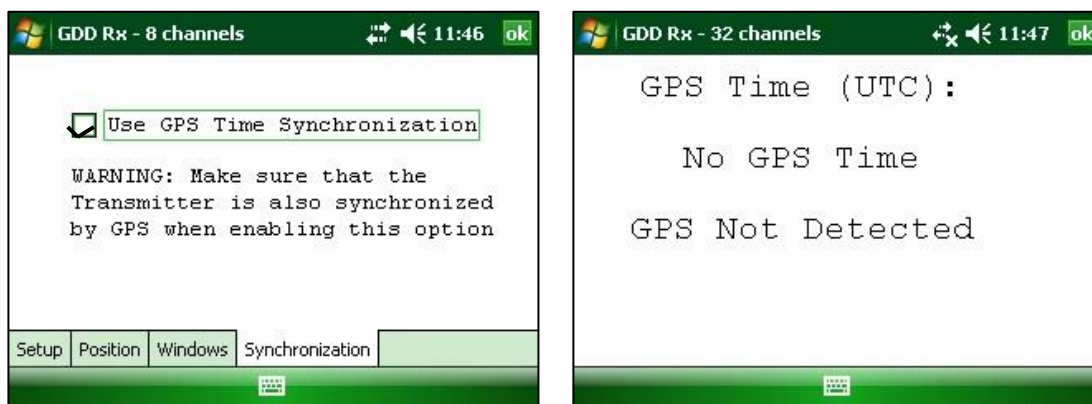 GDD Rx - 8 channels 11:46 ok
Use GPS Time Synchronization
WARNING: Make sure that the
Transmitter is also synchronized
by GPS when enabling this option
Setup Position Windows Synchronization
GDD Rx - 32 channels 11:47 ok
GPS Time (UTC):
No GPS Time
GPS Not Detected